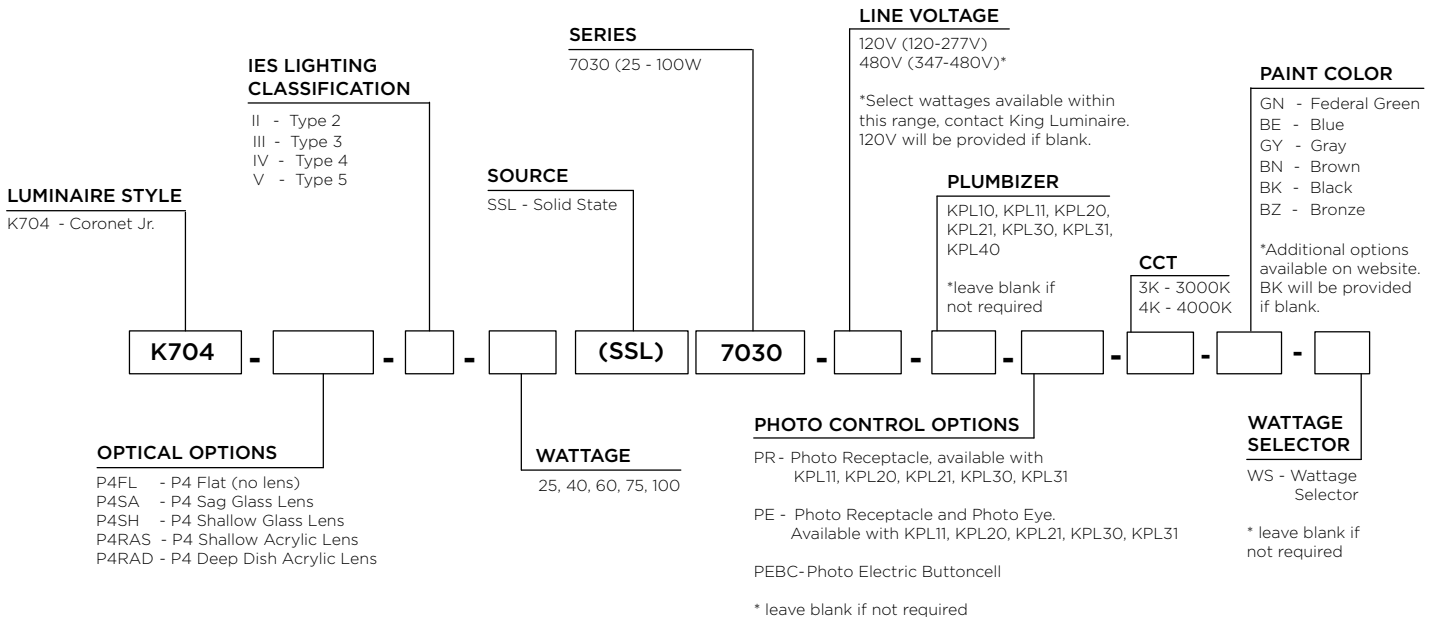 LUMINAIRE STYLE
K704 - Coronet Jr.
IES LIGHTING
CLASSIFICATION
II - Type 2
III - Type 3
IV - Type 4
V - Type 5
SOURCE
SSL - Solid State
SERIES
7030 (25 - 100W
LINE VOLTAGE
120V (120-277V)
480V (347-480V)*
*Select wattages available within
this range, contact King Luminaire.
120V will be provided if blank.
PLUMBIZER
KPL10, KPL11, KPL20,
KPL21, KPL30, KPL31,
KPL40
*leave blank if
not required
CCT
3K - 3000K
4K - 4000K
PAINT COLOR
GN - Federal Green
BE - Blue
GY - Gray
BN - Brown
BK - Black
BZ - Bronze
*Additional options
available on website.
BK will be provided
if blank.
K704 - - - (SSL) 7030 - - - - -
OPTICAL OPTIONS
P4FL - P4 Flat (no lens)
P4SA - P4 Sag Glass Lens
P4SH - P4 Shallow Glass Lens
P4RAS - P4 Shallow Acrylic Lens
P4RAD - P4 Deep Dish Acrylic Lens
WATTAGE
25, 40, 60, 75, 100
PHOTO CONTROL OPTIONS
PR - Photo Receptacle, available with
KPL11, KPL20, KPL21, KPL30, KPL31
PE - Photo Receptacle and Photo Eye.
Available with KPL11, KPL20, KPL21, KPL30, KPL31
PEBC-Photo Electric Buttoncell
* leave blank if not required
WATTAGE
SELECTOR
WS - Wattage
Selector
* leave blank if
not required